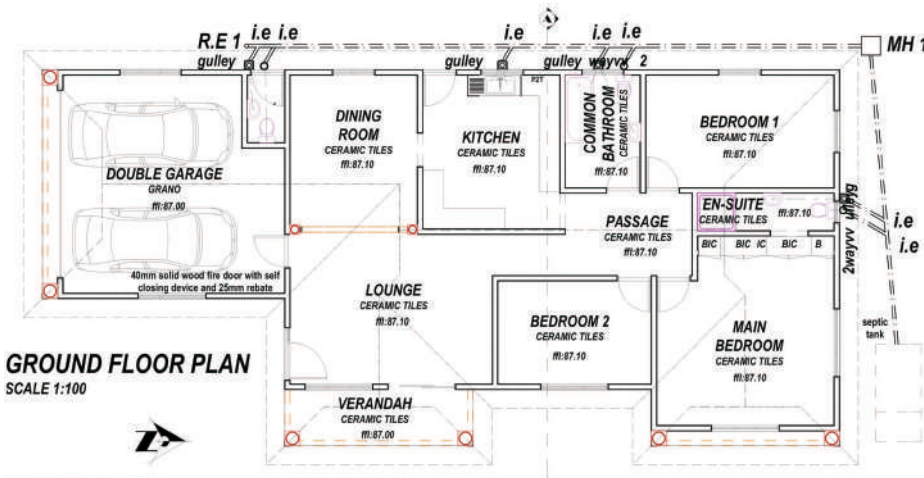 A
R.E 1
i.e
i.e
i.e
i.e
i.e
MH 1
gulley
gulley
gulley
2
P2T
DINING
ROOM
CERAMIC TILES
ffl:87.10
KITCHEN
CERAMIC TILES
ffl:87.10
COMMON
BATHROOM
CERAMIC TILES
ffl:87.10
BEDROOM 1
CERAMIC TILES
ffl:87.10
DOUBLE GARAGE
GRANO
ffl:87.00
EN-SUITE
CERAMIC TILES
ffl:87.10
i.e
i.e
PASSAGE
CERAMIC TILES
ffl:87.10
BIC
BIC
IC
BIC
B
40mm solid wood fire door with self
closing device and 25mm rebate
LOUNGE
CERAMIC TILES
ffl:87.10
BEDROOM 2
CERAMIC TILES
ffl:87.10
MAIN
BEDROOM
CERAMIC TILES
ffl:87.10
septic
tank
GROUND FLOOR PLAN
SCALE 1:100
VERANDAH
CERAMIC TILES
ffl:87.00